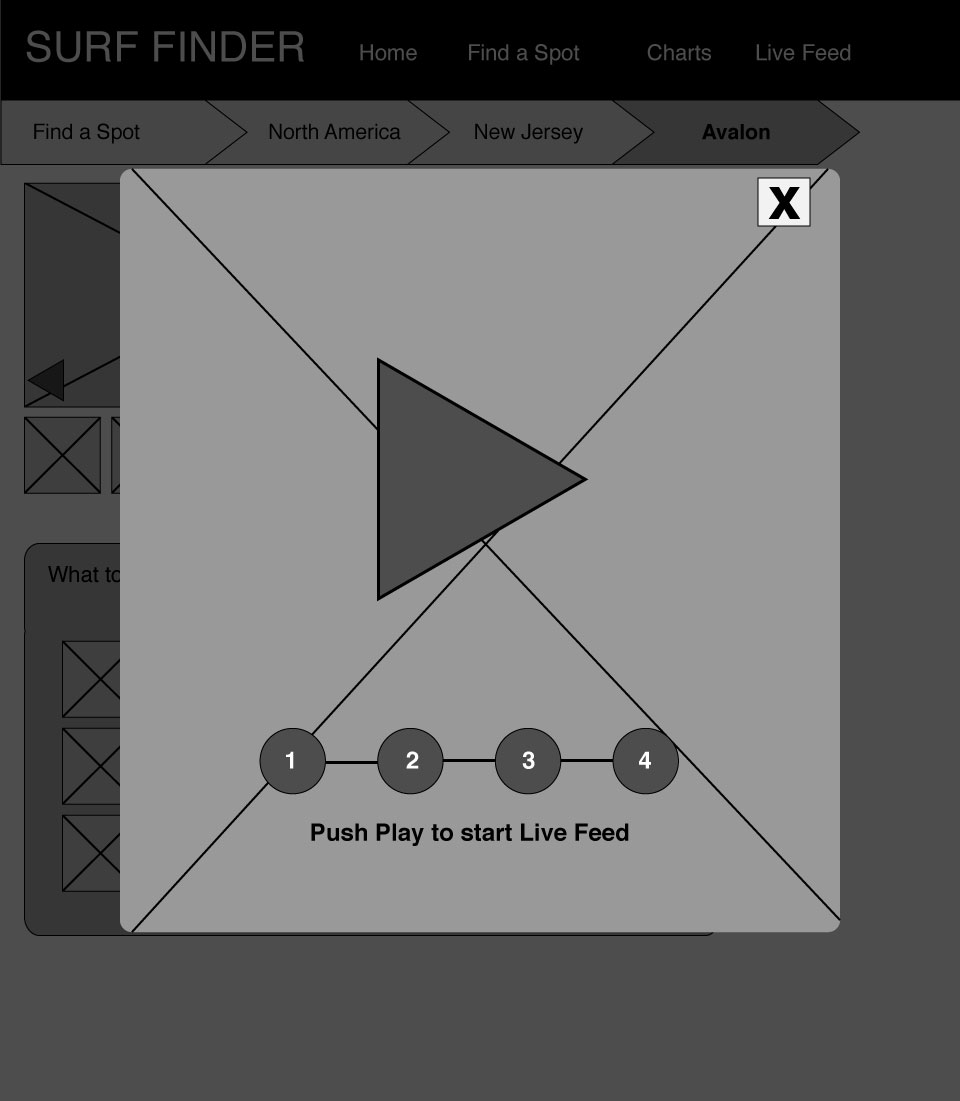 SURF FINDER
Home Find a Spot Charts Live Feed
Find a Spot North America New Jersey Avalon
X
What to
1 2 3 4
Push Play to start Live Feed